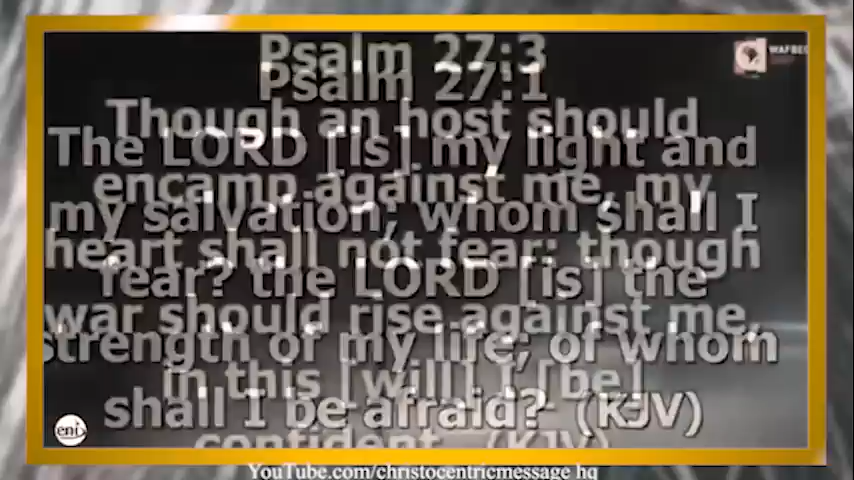 Psalm 27:3
Psalm 27:1
Though an host should
The LORD [is] my light and
encamp against me, my
my salvation; whom shall I
heart shall not fear: though
fear? the LORD [is] the
war should rise against me,
strength of my life; of whom
in this [will] I [be]
shall I be afraid? (KJV)
confident. (KJV)
eni
YouTube.com/christocentricmessage hq